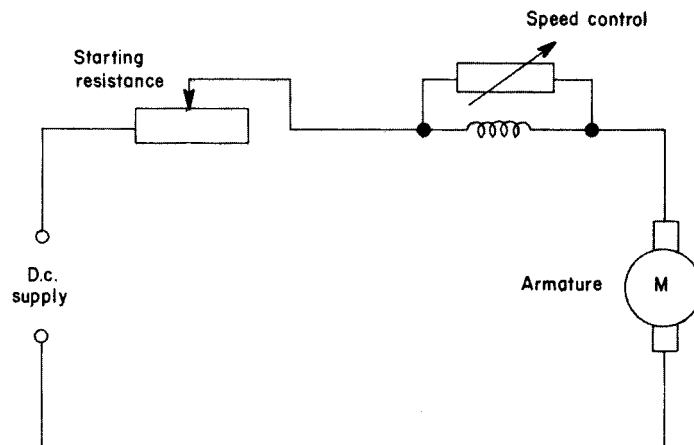 Speed control
Starting
resistance
D.c.
supply
Armature
M